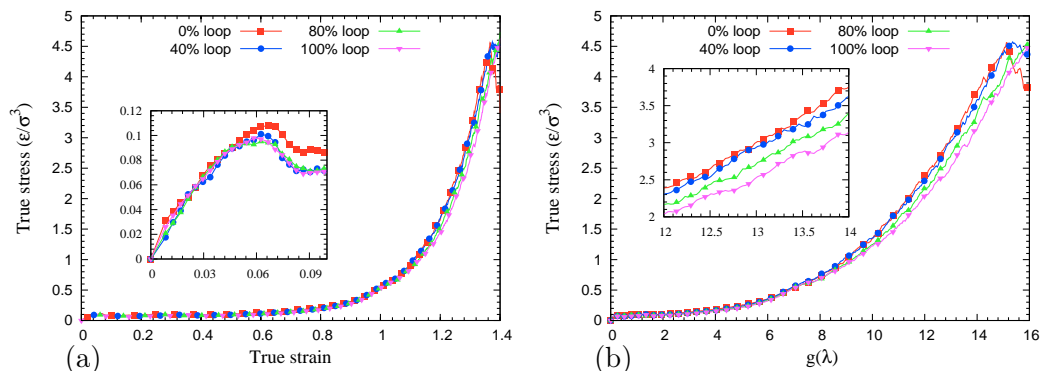 0% loop 80% loop
40% loop 100% loop
True stress (ε/σ³)
5
4.5
4
3.5
3
2.5
2
1.5
1
0.5
0
0 0.2 0.4 0.6 0.8 1 1.2 1.4
True strain
(a)
0.12
0.1
0.08
0.06
0.04
0.02
0
0 0.03 0.06 0.09
0% loop 80% loop
40% loop 100% loop
True stress (ε/σ³)
5
4.5
4
3.5
3
2.5
2
1.5
1
0.5
0
0 2 4 6 8 10 12 14 16
g(λ)
(b)
4
3.5
3
2.5
2
12 12.5 13 13.5 14